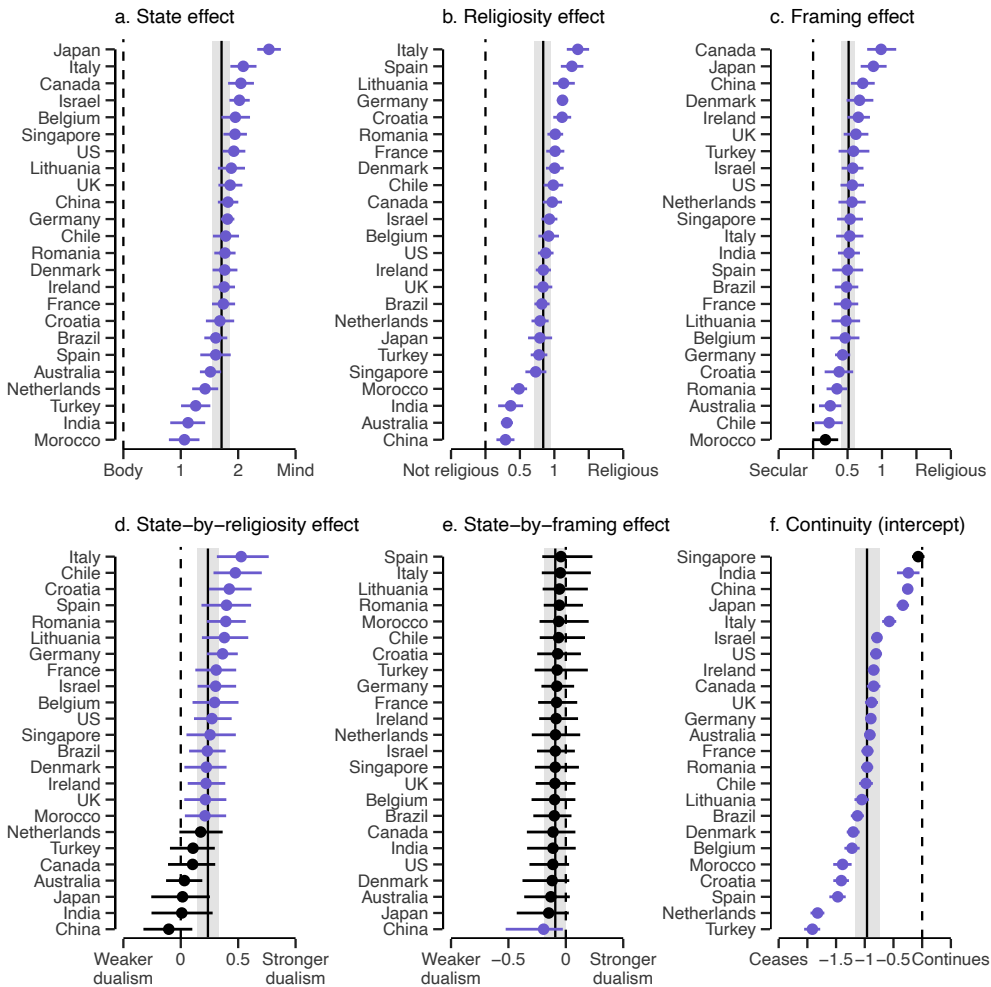 a. State effect
Japan
Italy
Canada
Israel
Belgium
Singapore
US
Lithuania
UK
China
Germany
Chile
Romania
Denmark
Ireland
France
Croatia
Brazil
Spain
Australia
Netherlands
Turkey
India
Morocco
Body 1 2 Mind
b. Religiosity effect
Italy
Spain
Lithuania
Germany
Croatia
Romania
France
Denmark
Chile
Canada
Israel
Belgium
US
Ireland
UK
Brazil
Netherlands
Japan
Turkey
Singapore
Morocco
India
Australia
China
Not religious 0.5 1 Religious
c. Framing effect
Canada
Japan
China
Denmark
Ireland
UK
Turkey
Israel
US
Netherlands
Singapore
Italy
India
Spain
Brazil
France
Lithuania
Belgium
Germany
Croatia
Romania
Australia
Chile
Morocco
Secular 0.5 1 Religious
d. State−by−religiosity effect
Italy
Chile
Croatia
Spain
Romania
Lithuania
Germany
France
Israel
Belgium
US
Singapore
Brazil
Denmark
Ireland
UK
Morocco
Netherlands
Turkey
Canada
Australia
Japan
India
China
Weaker 0 0.5 Stronger
dualism dualism
e. State−by−framing effect
Spain
Italy
Lithuania
Romania
Morocco
Chile
Croatia
Turkey
Germany
France
Ireland
Netherlands
Israel
Singapore
UK
Belgium
Brazil
Canada
India
US
Denmark
Australia
Japan
China
Weaker −0.5 0 Stronger
dualism dualism
f. Continuity (intercept)
Singapore
India
China
Japan
Italy
Israel
US
Ireland
Canada
UK
Germany
Australia
France
Romania
Chile
Lithuania
Brazil
Denmark
Belgium
Morocco
Croatia
Spain
Netherlands
Turkey
Ceases −1.5 −1 −0.5 Continues